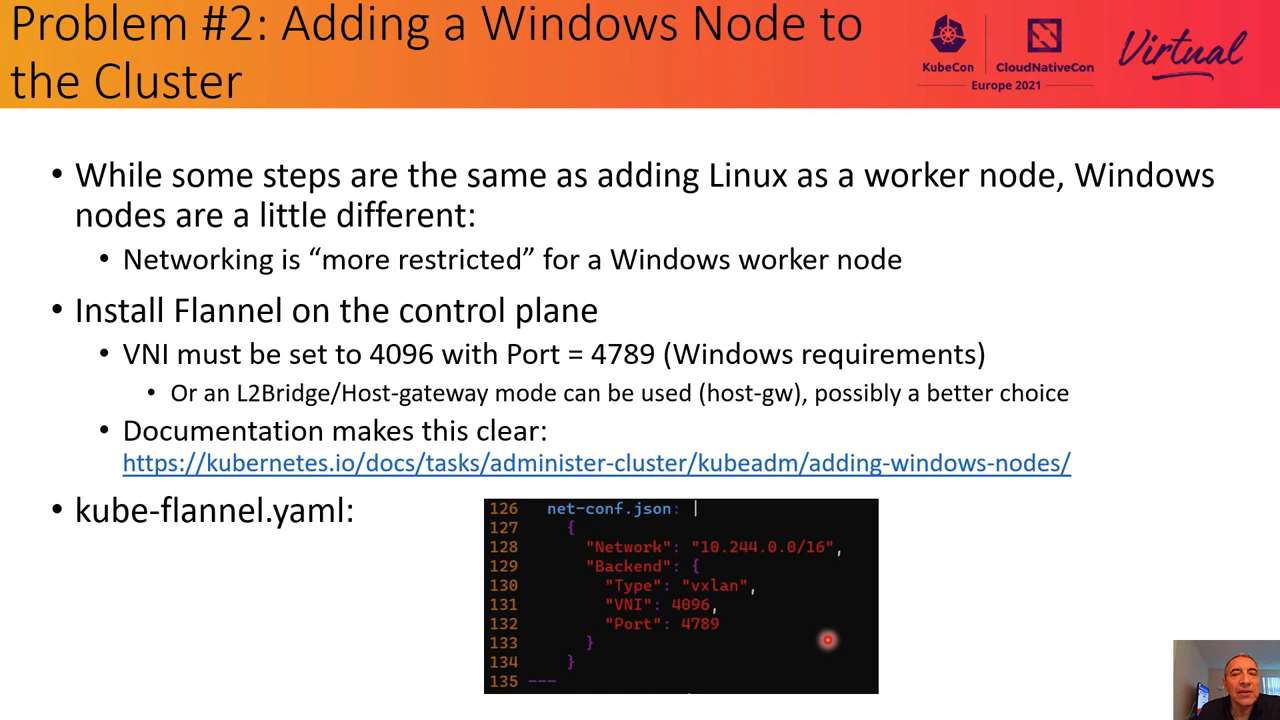 Problem #2: Adding a Windows Node to
the Cluster
KubeCon
CloudNativeCon
Europe 2021
Virtual
• While some steps are the same as adding Linux as a worker node, Windows
nodes are a little different:
• Networking is “more restricted” for a Windows worker node
• Install Flannel on the control plane
• VNI must be set to 4096 with Port = 4789 (Windows requirements)
• Or an L2Bridge/Host-gateway mode can be used (host-gw), possibly a better choice
• Documentation makes this clear:
https://kubernetes.io/docs/tasks/administer-cluster/kubeadm/adding-windows-nodes/
• kube-flannel.yaml:
126 net-conf.json: |
127 {
128 "Network": "10.244.0.0/16",
129 "Backend": {
130 "Type": "vxlan",
131 "VNI": 4096,
132 "Port": 4789
133 }
134 }
135 ---